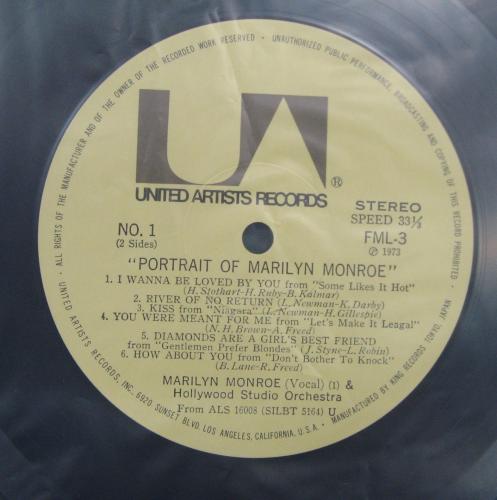 ALL RIGHTS OF THE MANUFACTURER AND OF THE OWNER OF THE RECORDED WORK RESERVED • UNAUTHORIZED PUBLIC PERFORMANCE, BROADCASTING AND COPYING OF THIS RECORD PROHIBITED.
UA
UNITED ARTISTS RECORDS ®
STEREO
SPEED 33⅓
NO. 1
(2 Sides)
FML-3
℗ 1973
"PORTRAIT OF MARILYN MONROE"
1. I WANNA BE LOVED BY YOU from "Some Likes It Hot"
(H. Stothart-H. Ruby-B. Kalmar)
2. RIVER OF NO RETURN (L. Newman-K. Darby)
3. KISS from "Niagara" (L. Newman-H. Gillespie)
4. YOU WERE MEANT FOR ME from "Let's Make It Leagal"
(N. H. Brown-A. Freed)
5. DIAMONDS ARE A GIRL'S BEST FRIEND
from "Gentlemen Prefer Blondes" (J. Styne-L. Robin)
6. HOW ABOUT YOU from "Don't Bother To Knock"
(B. Lane-R. Freed)
MARILYN MONROE (Vocal) (1) &
Hollywood Studio Orchestra
From ALS 16008 (SILBT 5164) U
UNITED ARTISTS RECORDS, INC., 6920 SUNSET BLVD. LOS ANGELES, CALIFORNIA, U.S.A. • MANUFACTURED BY KING RECORDS TOKYO, JAPAN